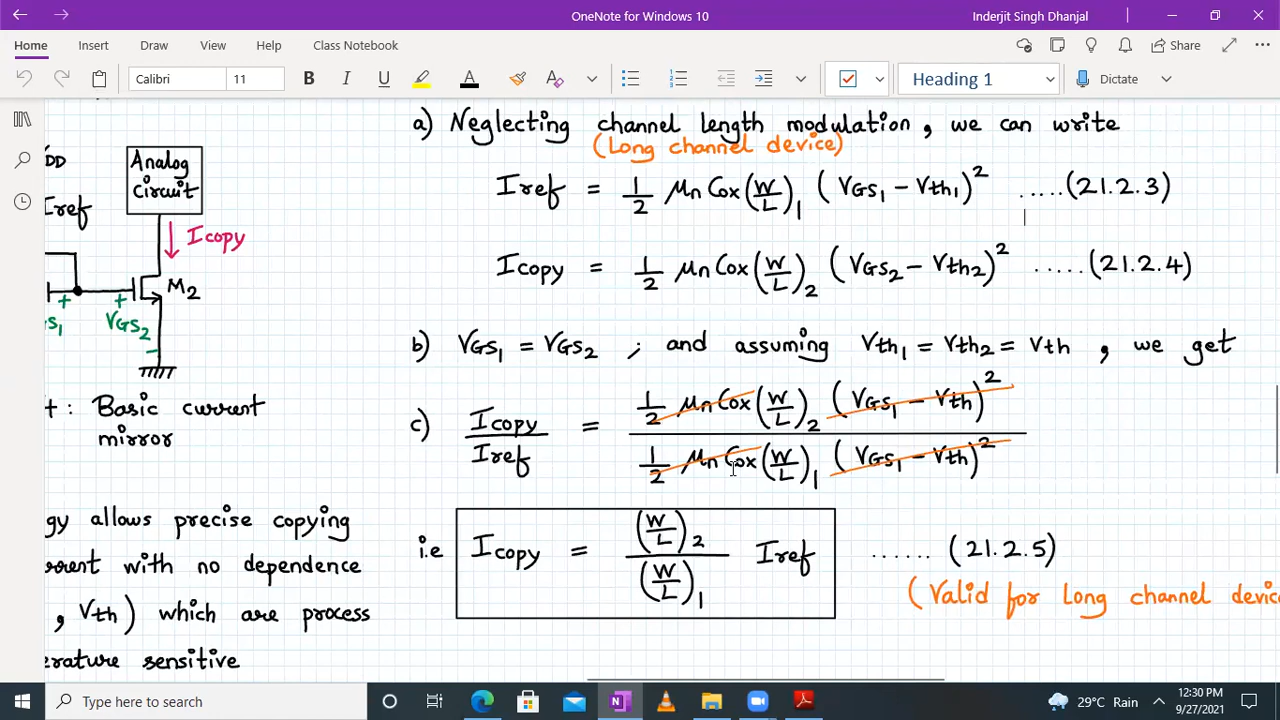 OneNote for Windows 10
Inderjit Singh Dhanjal
Home Insert Draw View Help Class Notebook
Share
Calibri 11 B I U A Heading 1 Dictate
DD
Iref
Analog
Circuit
Icopy
M2
+ +
GS1 VGS2
−
t : Basic current
mirror
gy allows precise copying
rrent with no dependence
, Vth) which are process
erature sensitive
a) Neglecting channel length modulation, we can write
(Long channel device)
Iref = 1/2 μn Cox (W/L)1 (VGS1 − Vth1)² ....(21.2.3)
Icopy = 1/2 μn Cox (W/L)2 (VGS2 − Vth2)² .....(21.2.4)
b) VGS1 = VGS2 ; and assuming Vth1 = Vth2 = Vth , we get
c) Icopy/Iref = 1/2 μn Cox (W/L)2 (VGS1 − Vth)² / 1/2 μn Cox (W/L)1 (VGS1 − Vth)²
i.e Icopy = (W/L)2 / (W/L)1 Iref ...... (21.2.5)
(Valid for Long channel devic
Type here to search
29°C Rain
12:30 PM
9/27/2021